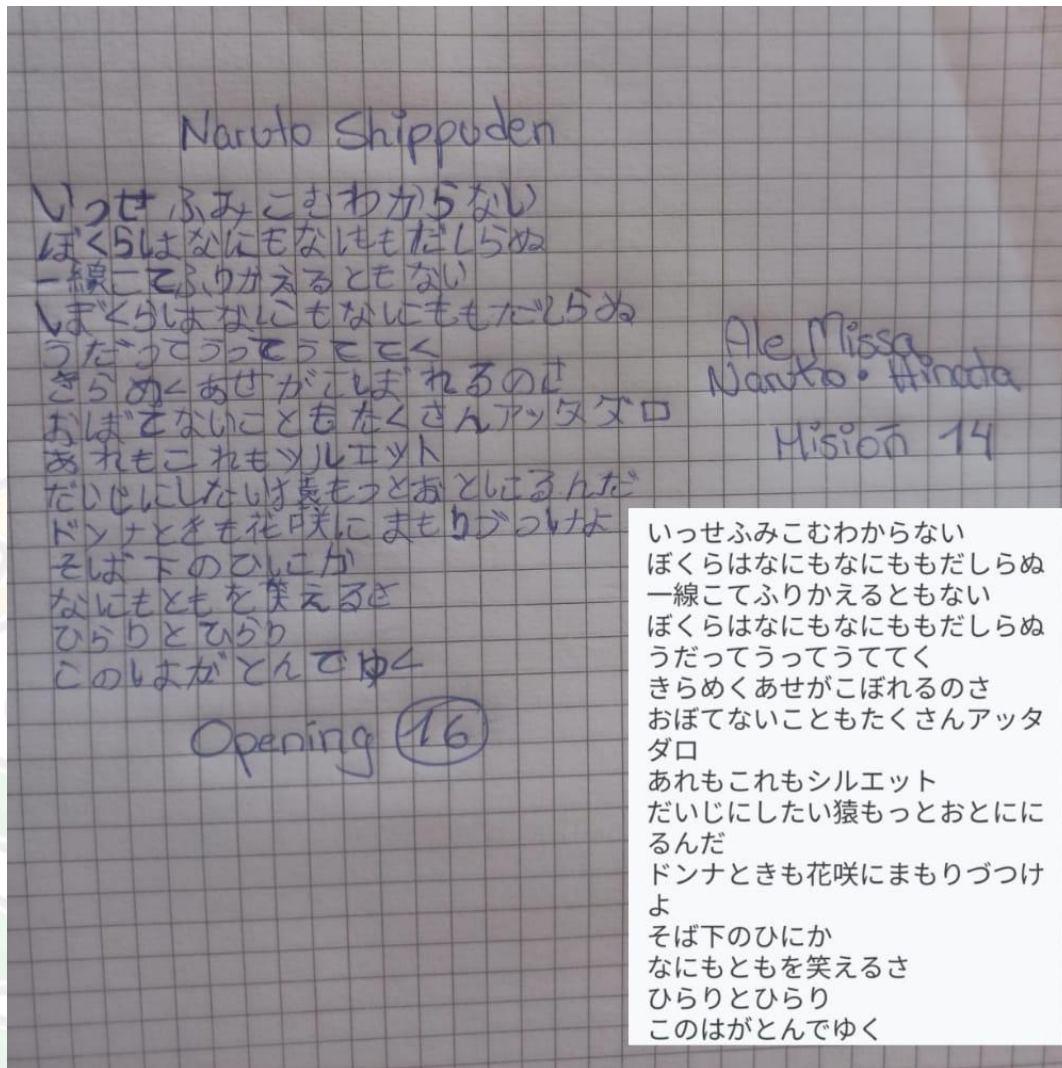 Naruto Shippuden
いっせふみこむわからない
ぼくらはなにもなにももだしらぬ
一線こてふりかえるともない
しぼくらはなにもなにももだしらぬ
うだってうってうててく
きらめくあせがこぼれるのさ
おぼてないこともたくさんアッタダロ
あれもこれもシルエット
だいじにしたい猿もっとおとににるんだ
ドンナときも花咲にまもりづつけよ
そば下のひにか
なにもともを笑えるさ
ひらりとひらり
このはがとんでゆく
Opening 16
Ale Missa
Naruto • Hinata
Misión 14
いっせふみこむわからない
ぼくらはなにもなにももだしらぬ
一線こてふりかえるともない
ぼくらはなにもなにももだしらぬ
うだってうってうててく
きらめくあせがこぼれるのさ
おぼてないこともたくさんアッタ
ダロ
あれもこれもシルエット
だいじにしたい猿もっとおとにに
るんだ
ドンナときも花咲にまもりづつけ
よ
そば下のひにか
なにもともを笑えるさ
ひらりとひらり
このはがとんでゆく